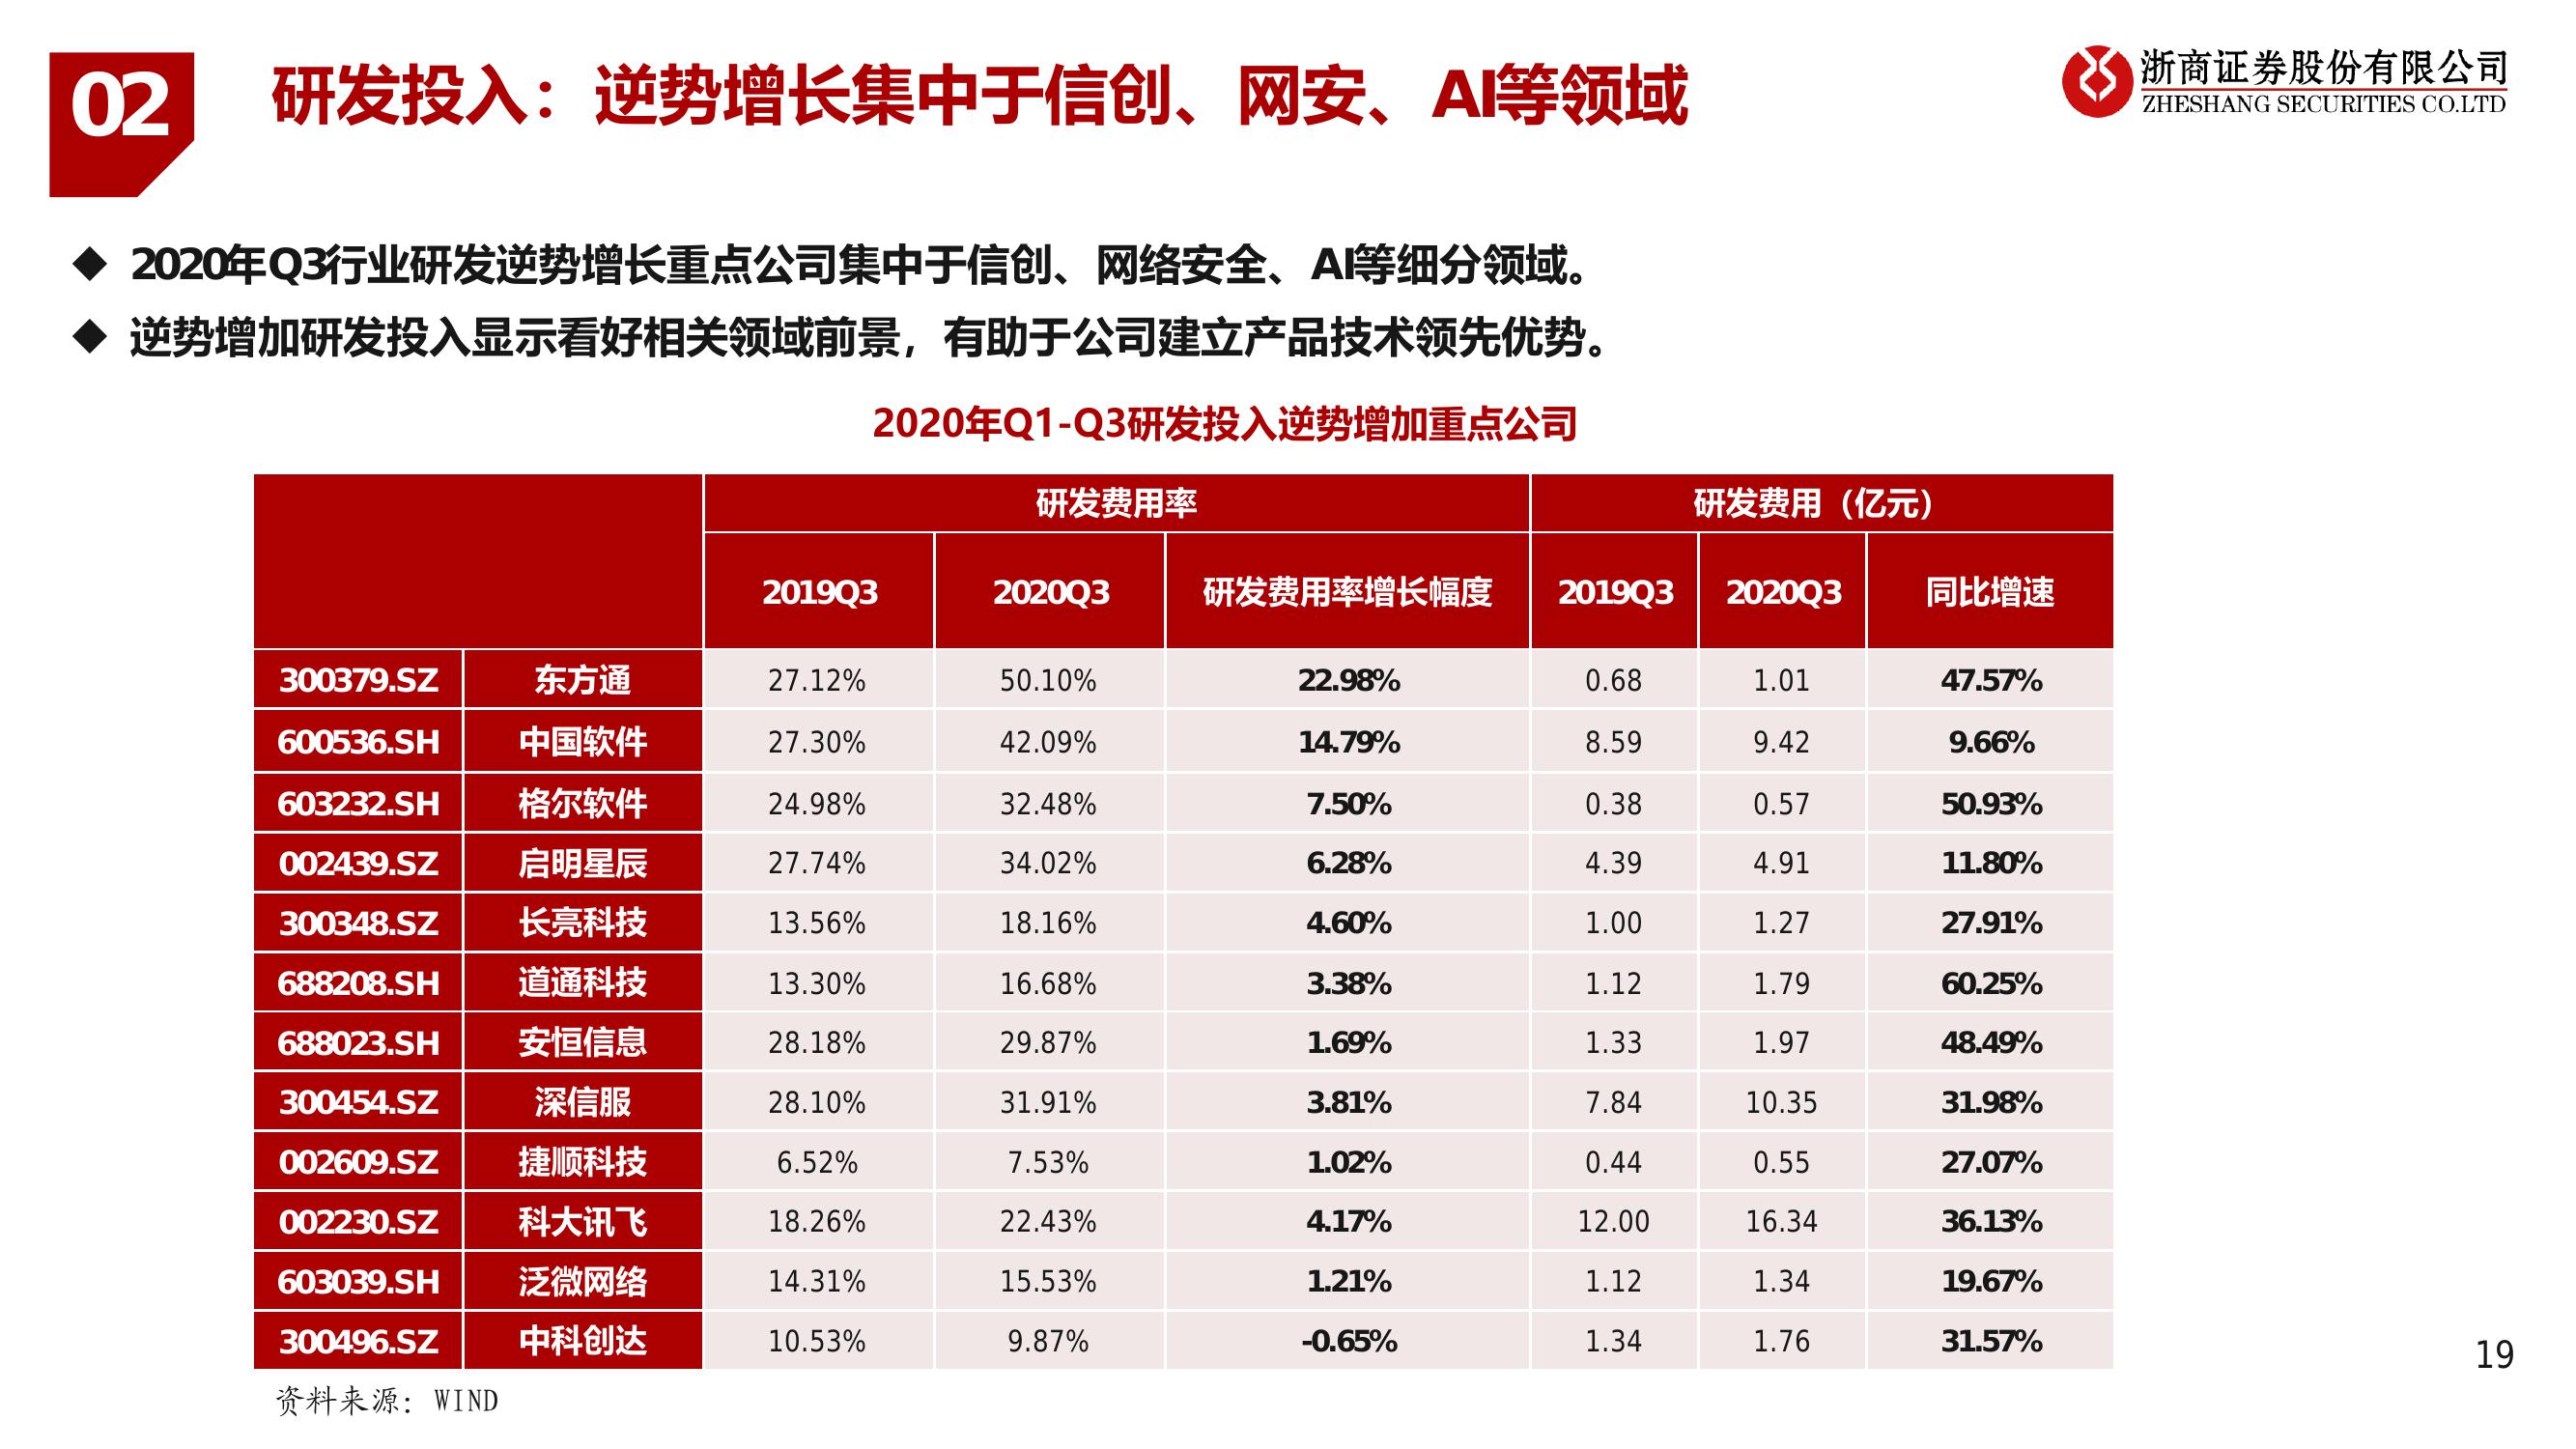 02
研发投入：逆势增长集中于信创、网安、AI等领域
浙商证券股份有限公司
ZHESHANG SECURITIES CO.LTD
◆ 2020年Q3行业研发逆势增长重点公司集中于信创、网络安全、AI等细分领域。
◆ 逆势增加研发投入显示看好相关领域前景，有助于公司建立产品技术领先优势。
2020年Q1-Q3研发投入逆势增加重点公司
研发费用率 研发费用（亿元）
2019Q3 2020Q3 研发费用率增长幅度 2019Q3 2020Q3 同比增速
300379.SZ 东方通 27.12% 50.10% 22.98% 0.68 1.01 47.57%
600536.SH 中国软件 27.30% 42.09% 14.79% 8.59 9.42 9.66%
603232.SH 格尔软件 24.98% 32.48% 7.50% 0.38 0.57 50.93%
002439.SZ 启明星辰 27.74% 34.02% 6.28% 4.39 4.91 11.80%
300348.SZ 长亮科技 13.56% 18.16% 4.60% 1.00 1.27 27.91%
688208.SH 道通科技 13.30% 16.68% 3.38% 1.12 1.79 60.25%
688023.SH 安恒信息 28.18% 29.87% 1.69% 1.33 1.97 48.49%
300454.SZ 深信服 28.10% 31.91% 3.81% 7.84 10.35 31.98%
002609.SZ 捷顺科技 6.52% 7.53% 1.02% 0.44 0.55 27.07%
002230.SZ 科大讯飞 18.26% 22.43% 4.17% 12.00 16.34 36.13%
603039.SH 泛微网络 14.31% 15.53% 1.21% 1.12 1.34 19.67%
300496.SZ 中科创达 10.53% 9.87% -0.65% 1.34 1.76 31.57%
19
资料来源：WIND